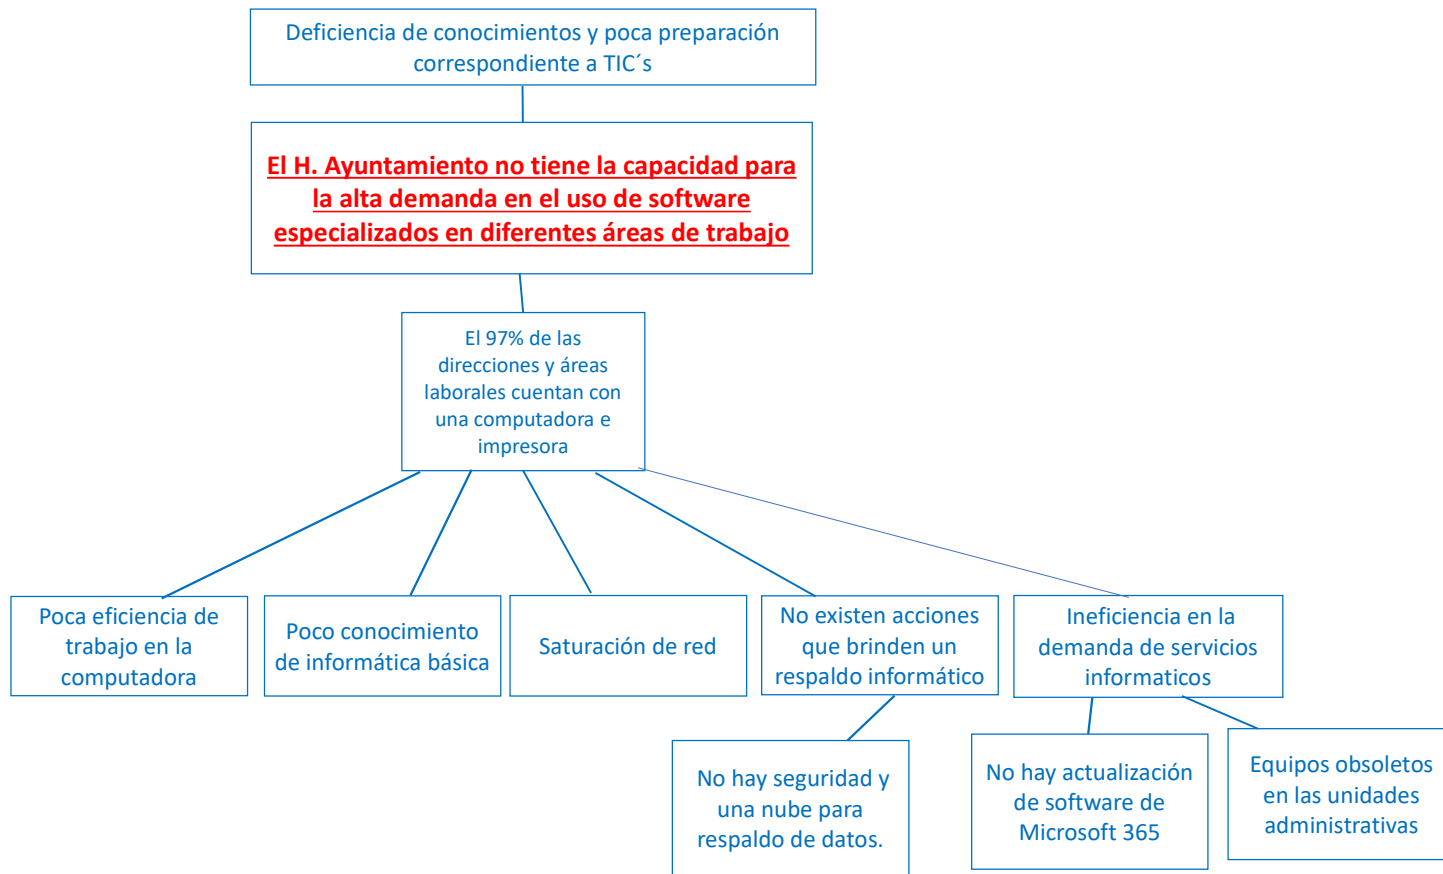 Deficiencia de conocimientos y poca preparación
correspondiente a TIC´s
El H. Ayuntamiento no tiene la capacidad para
la alta demanda en el uso de software
especializados en diferentes áreas de trabajo
El 97% de las
direcciones y áreas
laborales cuentan con
una computadora e
impresora
Poca eficiencia de
trabajo en la
computadora
Poco conocimiento
de informática básica
Saturación de red
No existen acciones
que brinden un
respaldo informático
Ineficiencia en la
demanda de servicios
informaticos
No hay seguridad y
una nube para
respaldo de datos.
No hay actualización
de software de
Microsoft 365
Equipos obsoletos
en las unidades
administrativas